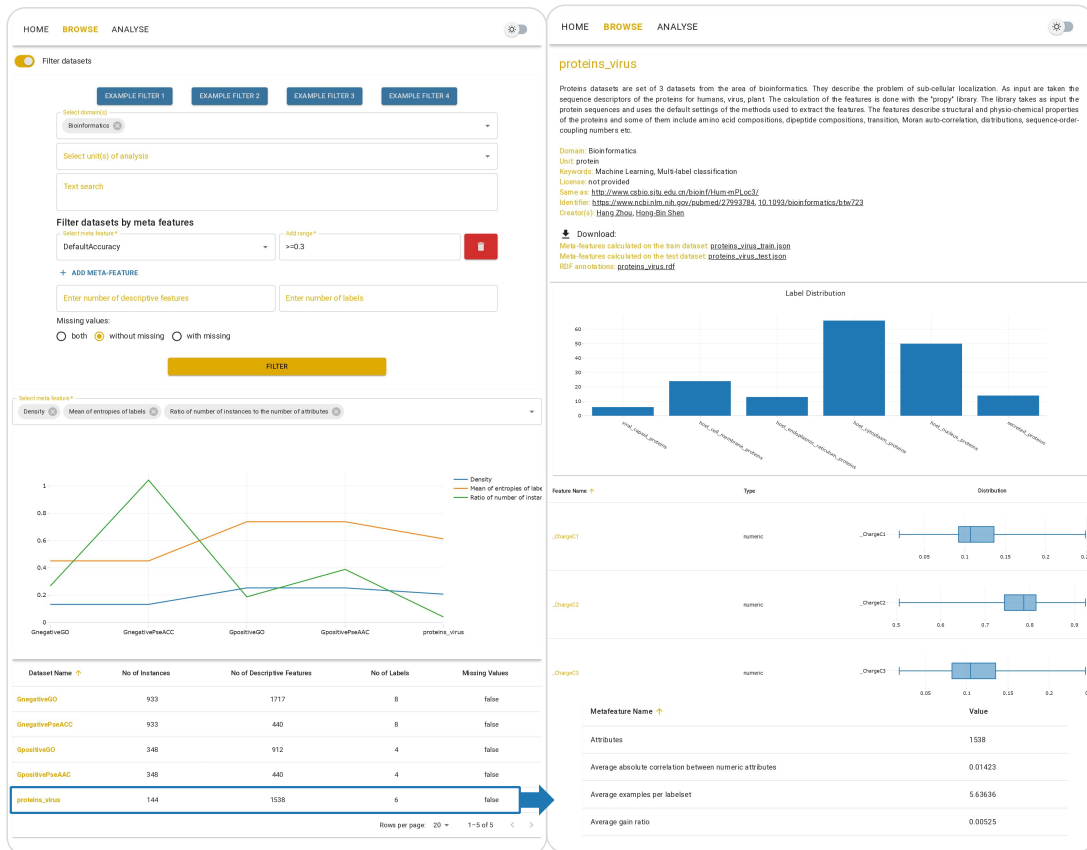 HOME BROWSE ANALYSE
Filter datasets
EXAMPLE FILTER 1 EXAMPLE FILTER 2 EXAMPLE FILTER 3 EXAMPLE FILTER 4
Select domain(s)
Bioinformatics
Select unit(s) of analysis
Text search
Filter datasets by meta features
Select meta feature * Add range *
DefaultAccuracy >=0.3
+ ADD META-FEATURE
Enter number of descriptive features Enter number of labels
Missing values:
both without missing with missing
FILTER
Select meta feature *
Density Mean of entropies of labels Ratio of number of instances to the number of attributes
Density
Mean of entropies of labe
Ratio of number of instar
1
0.8
0.6
0.4
0.2
0
GnegativeGO GnegativePseACC GpositiveGO GpositivePseAAC proteins_virus
Dataset Name No of Instances No of Descriptive Features No of Labels Missing Values
GnegativeGO 933 1717 8 false
GnegativePseACC 933 440 8 false
GpositiveGO 348 912 4 false
GpositivePseAAC 348 440 4 false
proteins_virus 144 1538 6 false
Rows per page: 20 1–5 of 5
HOME BROWSE ANALYSE
proteins_virus
Proteins datasets are set of 3 datasets from the area of bioinformatics. They describe the problem of sub-cellular localization. As input are taken the
sequence descriptors of the proteins for humans, virus, plant. The calculation of the features is done with the "propy" library. The library takes as input the
protein sequences and uses the default settings of the methods used to extract the features. The features describe structural and physio-chemical properties
of the proteins and some of them include amino acid compositions, dipeptide compositions, transition, Moran auto-correlation, distributions, sequence-order-
coupling numbers etc.
Domain: Bioinformatics
Unit: protein
Keywords: Machine Learning, Multi-label classification
License: not provided
Same as: http://www.csbio.sjtu.edu.cn/bioinf/Hum-mPLoc3/
Identifier: https://www.ncbi.nlm.nih.gov/pubmed/27993784, 10.1093/bioinformatics/btw723
Creator(s): Hang Zhou, Hong-Bin Shen
Download:
Meta-features calculated on the train dataset: proteins_virus_train.json
Meta-features calculated on the test dataset: proteins_virus_test.json
RDF annotations: proteins_virus.rdf
Label Distribution
60
50
40
30
20
10
0
viral_capsid_proteins host_cell_membrane_proteins host_endoplasmic_reticulum_proteins host_cytoplasm_proteins host_nucleus_proteins secreted_proteins
Feature Name Type Distribution
_ChargeC1 numeric _ChargeC1
0.05 0.1 0.15 0.2 0.2
_ChargeC2 numeric _ChargeC2
0.5 0.6 0.7 0.8 0.9
_ChargeC3 numeric _ChargeC3
0.05 0.1 0.15 0.2 0
Metafeature Name Value
Attributes 1538
Average absolute correlation between numeric attributes 0.01423
Average examples per labelset 5.63636
Average gain ratio 0.00525